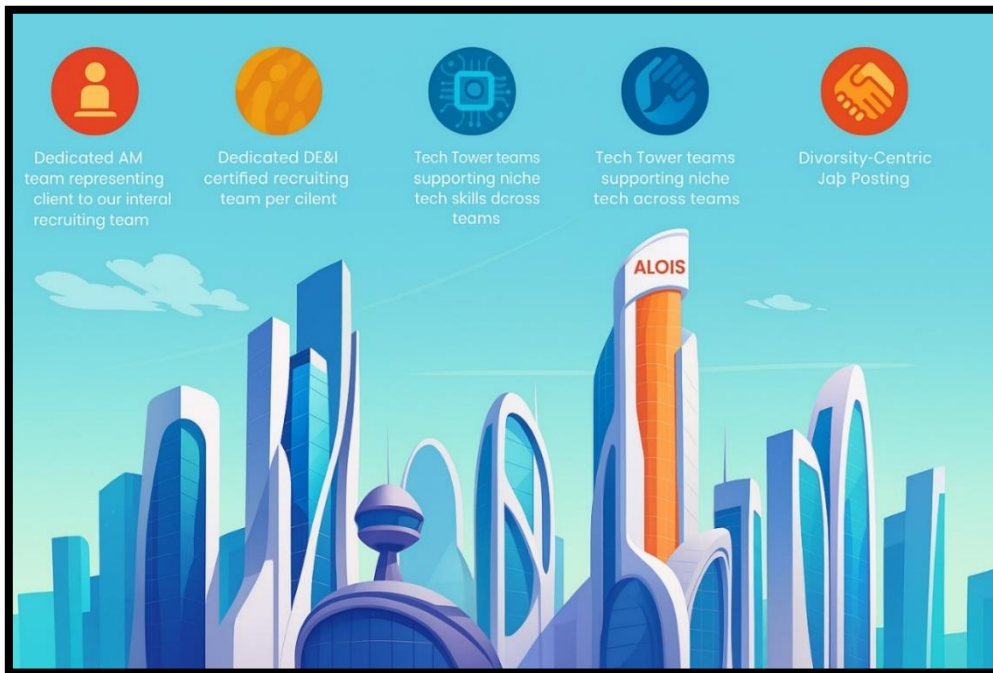 Dedicated AM
team representing
client to our interal
recruiting team
Dedicated DE&I
certified recruiting
team per cilent
Tech Tower teams
supporting niche
tech skills dcross
teams
Tech Tower teams
supporting niche
tech across teams
Divorsity-Centric
Jaþ Posting
ALOIS